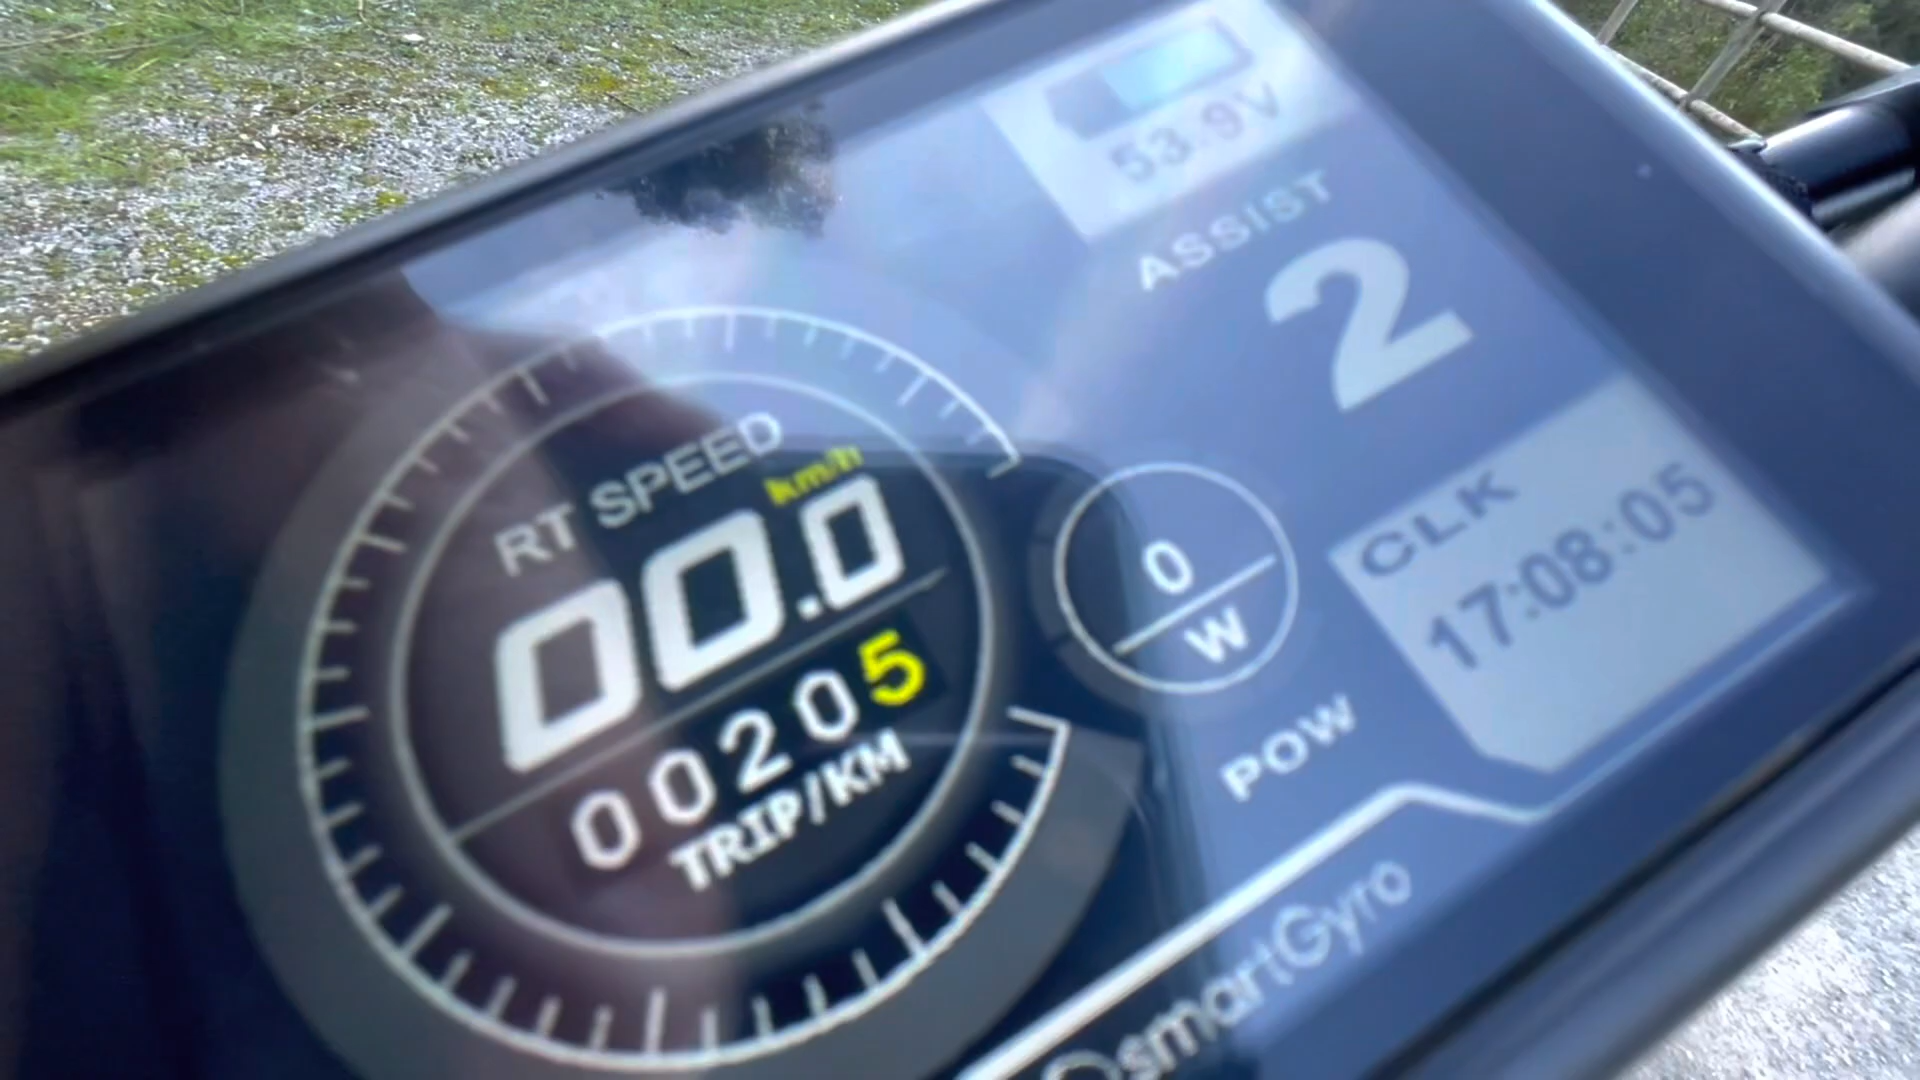 53.9V
ASSIST
2
RT SPEED
km/h
00.0
00205
TRIP/KM
0
W
POW
CLK
17:08:05
smartGyro